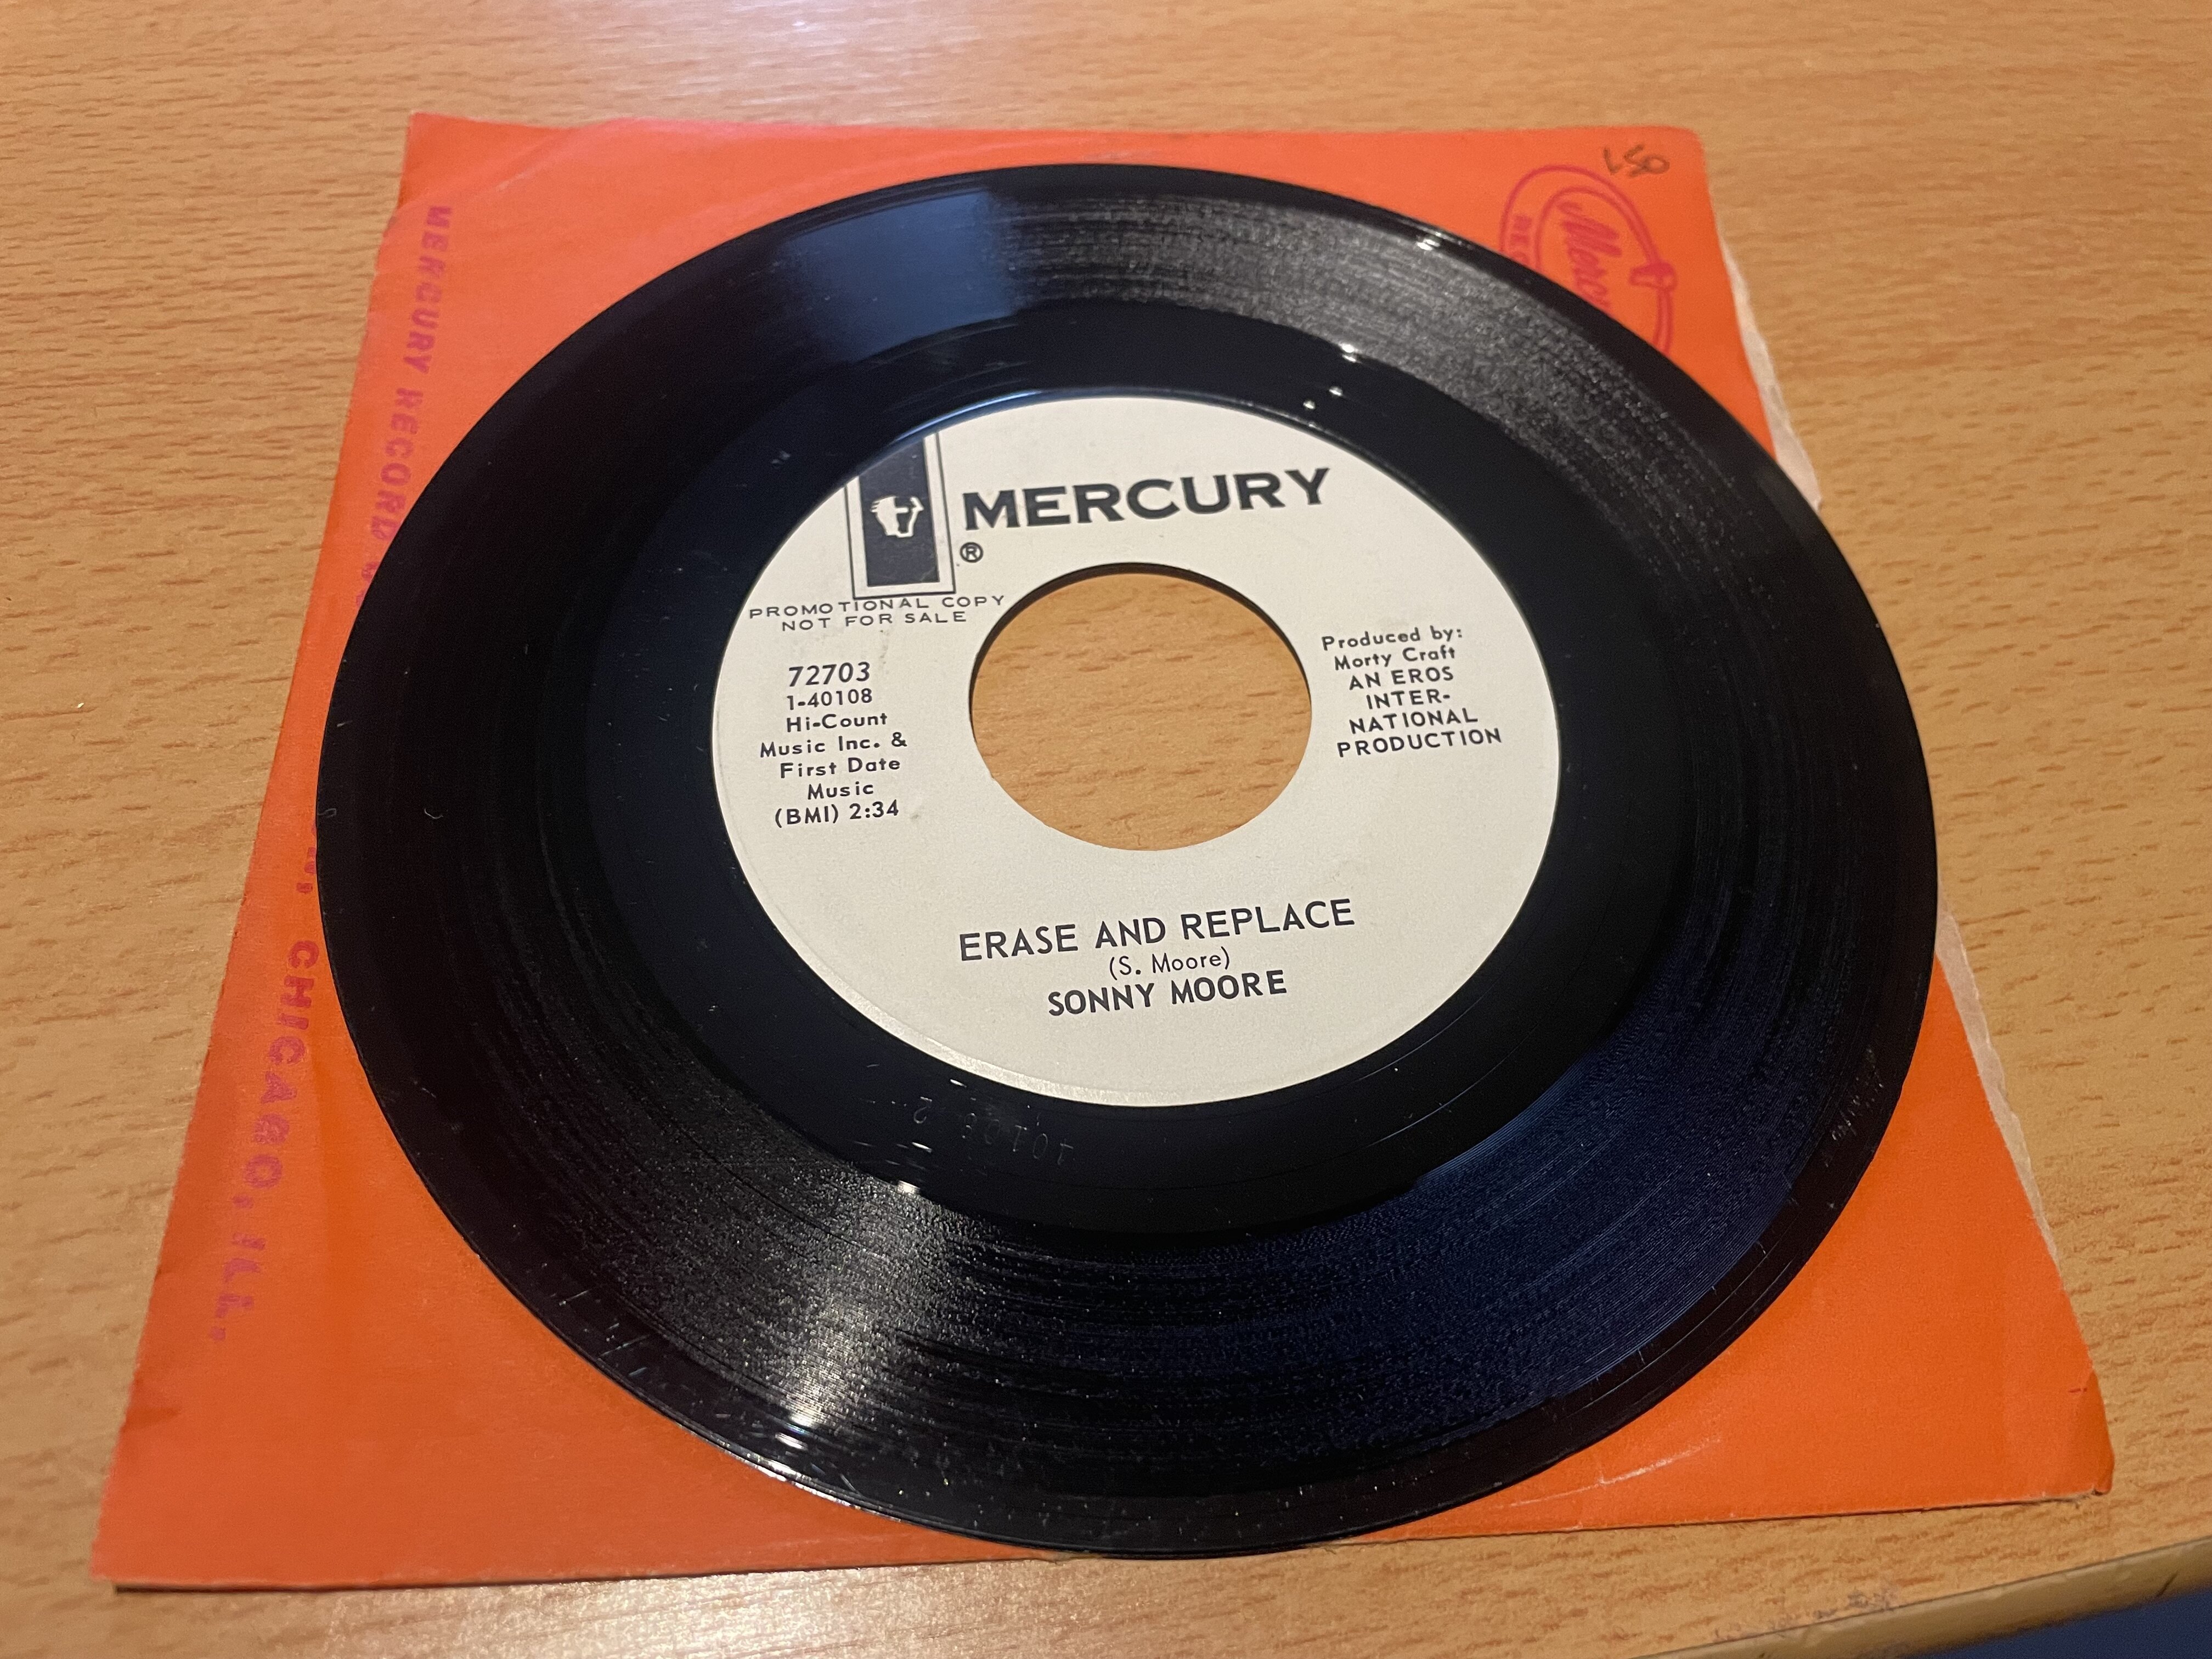 MERCURY RECORD
CHICAGO, ILL.
L50
MERCURY
®
PROMOTIONAL COPY
NOT FOR SALE
72703
1-40108
Hi-Count
Music Inc. &
First Date
Music
(BMI) 2:34
Produced by:
Morty Craft
AN EROS
INTER-
NATIONAL
PRODUCTION
ERASE AND REPLACE
(S. Moore)
SONNY MOORE